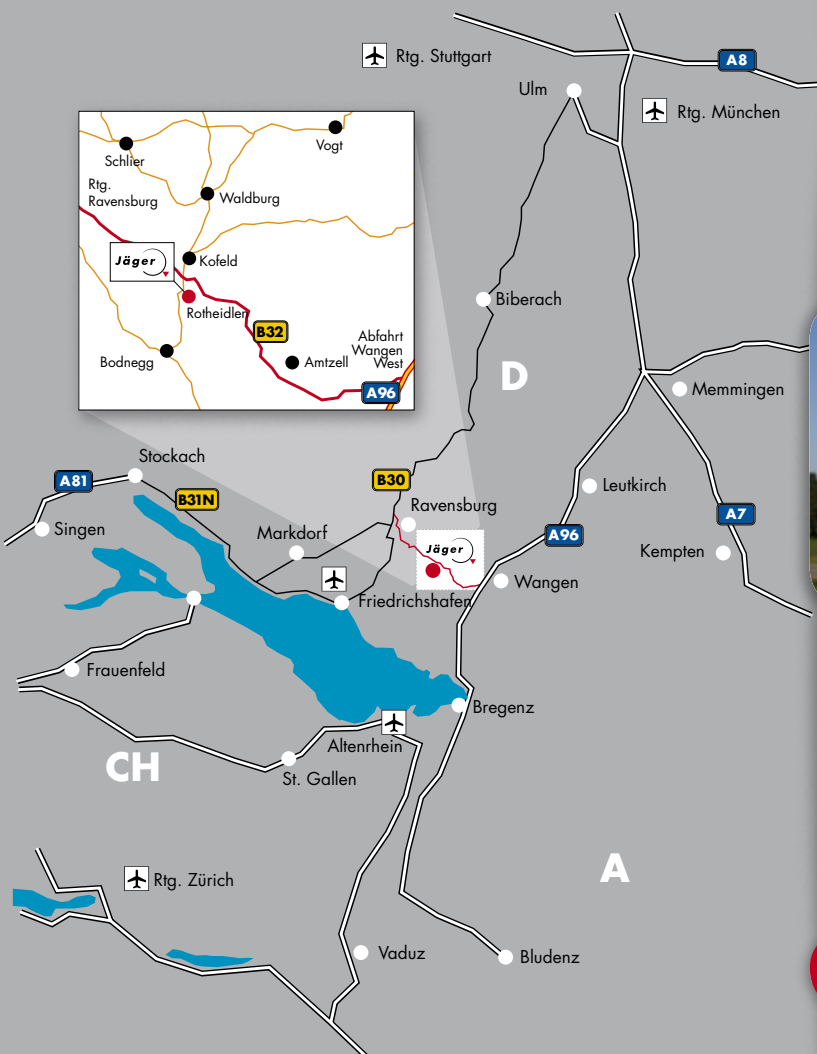 Rtg. Stuttgart
A8
Ulm
Rtg. München
Vogt
Schlier
Rtg.
Ravensburg
Waldburg
Jäger
Kofeld
Rotheidlen
B32
Abfahrt
Wangen
West
Bodnegg
Amtzell
A96
Biberach
D
Memmingen
Stockach
A81
B31N
B30
Leutkirch
Ravensburg
Singen
Markdorf
Jäger
A96
A7
Kempten
Wangen
Friedrichshafen
Frauenfeld
Bregenz
Altenrhein
CH
St. Gallen
A
Rtg. Zürich
Vaduz
Bludenz